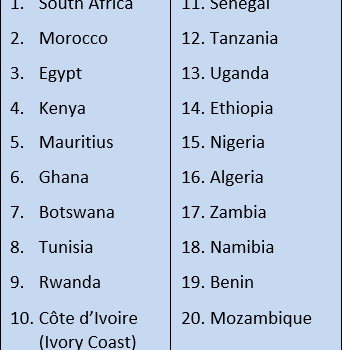 1. South Africa
2. Morocco
3. Egypt
4. Kenya
5. Mauritius
6. Ghana
7. Botswana
8. Tunisia
9. Rwanda
10. Côte d’Ivoire
(Ivory Coast)
11. Senegal
12. Tanzania
13. Uganda
14. Ethiopia
15. Nigeria
16. Algeria
17. Zambia
18. Namibia
19. Benin
20. Mozambique